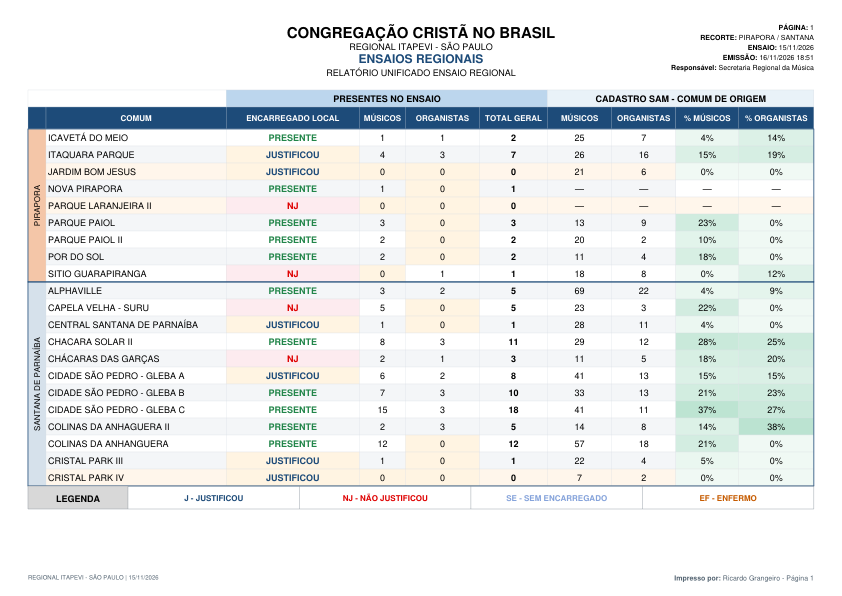 CONGREGAÇÃO CRISTÃ NO BRASIL
REGIONAL ITAPEVI - SÃO PAULO
ENSAIOS REGIONAIS
RELATÓRIO UNIFICADO ENSAIO REGIONAL
PÁGINA: 1
RECORTE: PIRAPORA / SANTANA
ENSAIO: 15/11/2026
EMISSÃO: 16/11/2026 18:51
Responsável: Secretaria Regional da Música
PRESENTES NO ENSAIO CADASTRO SAM - COMUM DE ORIGEM
COMUM ENCARREGADO LOCAL MÚSICOS ORGANISTAS TOTAL GERAL MÚSICOS ORGANISTAS % MÚSICOS % ORGANISTAS
PIRAPORA
ICAVETÁ DO MEIO PRESENTE 1 1 2 25 7 4% 14%
ITAQUARA PARQUE JUSTIFICOU 4 3 7 26 16 15% 19%
JARDIM BOM JESUS JUSTIFICOU 0 0 0 21 6 0% 0%
NOVA PIRAPORA PRESENTE 1 0 1 — — — —
PARQUE LARANJEIRA II NJ 0 0 0 — — — —
PARQUE PAIOL PRESENTE 3 0 3 13 9 23% 0%
PARQUE PAIOL II PRESENTE 2 0 2 20 2 10% 0%
POR DO SOL PRESENTE 2 0 2 11 4 18% 0%
SITIO GUARAPIRANGA NJ 0 1 1 18 8 0% 12%
SANTANA DE PARNAÍBA
ALPHAVILLE PRESENTE 3 2 5 69 22 4% 9%
CAPELA VELHA - SURU NJ 5 0 5 23 3 22% 0%
CENTRAL SANTANA DE PARNAÍBA JUSTIFICOU 1 0 1 28 11 4% 0%
CHACARA SOLAR II PRESENTE 8 3 11 29 12 28% 25%
CHÁCARAS DAS GARÇAS NJ 2 1 3 11 5 18% 20%
CIDADE SÃO PEDRO - GLEBA A JUSTIFICOU 6 2 8 41 13 15% 15%
CIDADE SÃO PEDRO - GLEBA B PRESENTE 7 3 10 33 13 21% 23%
CIDADE SÃO PEDRO - GLEBA C PRESENTE 15 3 18 41 11 37% 27%
COLINAS DA ANHAGUERA II PRESENTE 2 3 5 14 8 14% 38%
COLINAS DA ANHANGUERA PRESENTE 12 0 12 57 18 21% 0%
CRISTAL PARK III JUSTIFICOU 1 0 1 22 4 5% 0%
CRISTAL PARK IV JUSTIFICOU 0 0 0 7 2 0% 0%
LEGENDA J - JUSTIFICOU NJ - NÃO JUSTIFICOU SE - SEM ENCARREGADO EF - ENFERMO
REGIONAL ITAPEVI - SÃO PAULO | 15/11/2026
Impresso por: Ricardo Grangeiro - Página 1